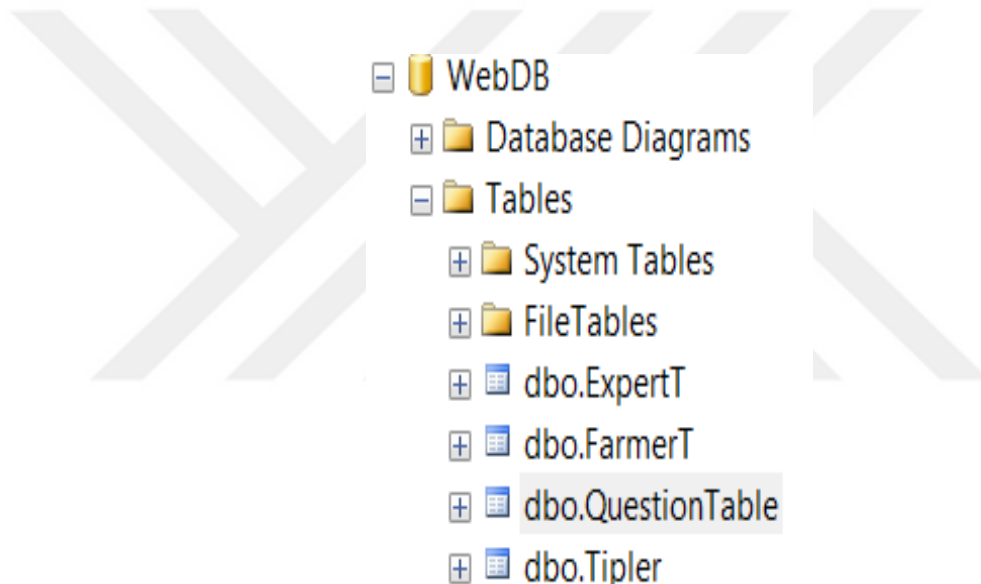 WebDB
Database Diagrams
Tables
System Tables
FileTables
dbo.ExpertT
dbo.FarmerT
dbo.QuestionTable
dbo.Tipler